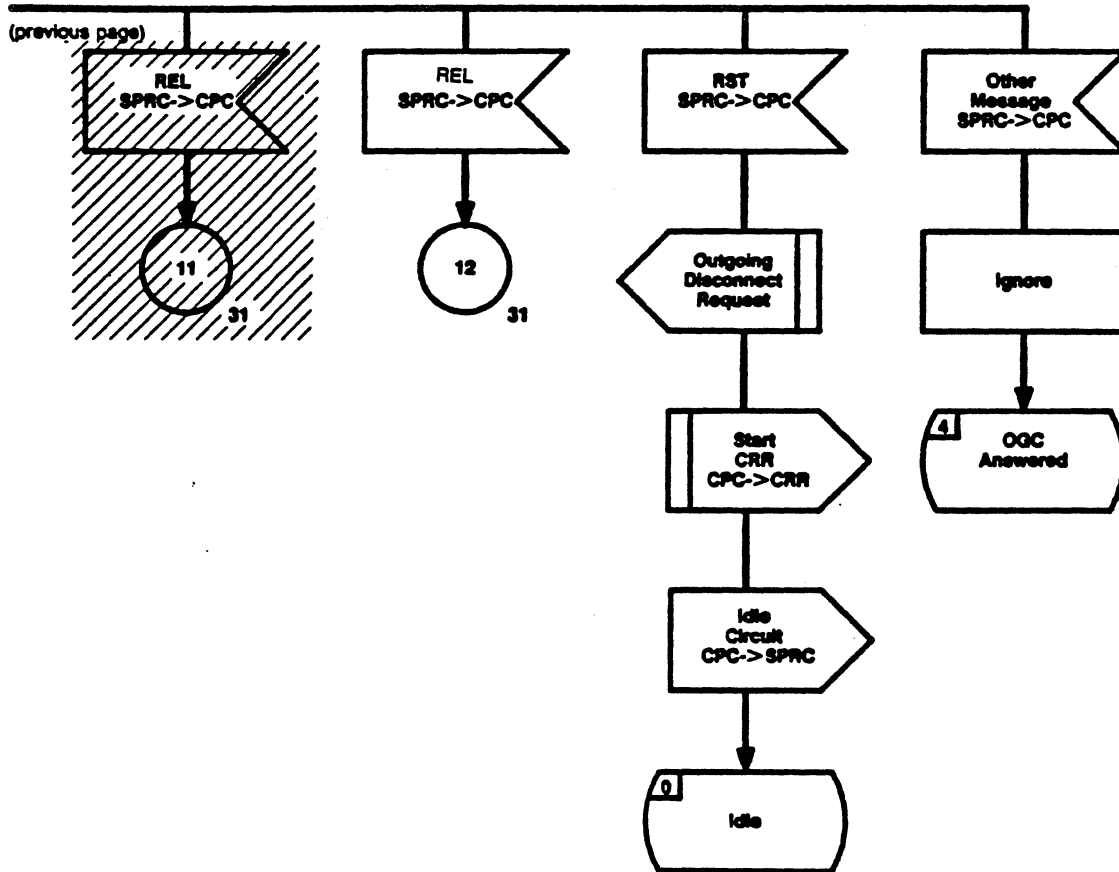 (previous page)
REL
SPRC->CPC
11
31
REL
SPRC->CPC
12
31
RST
SPRC->CPC
Outgoing
Disconnect
Request
Start
CRR
CPC->CRR
Idle
Circuit
CPC->SPRC
0
Idle
Other
Message
SPRC->CPC
Ignore
4
OGC
Answered